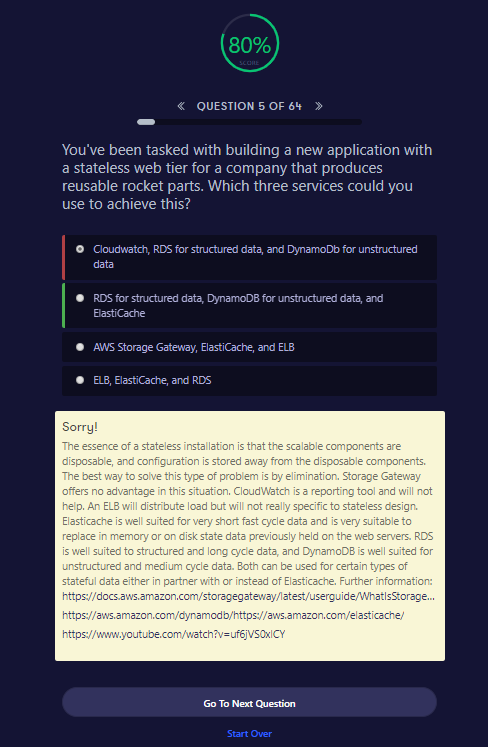 80%
SCORE
« QUESTION 5 OF 64 »
You've been tasked with building a new application with
a stateless web tier for a company that produces
reusable rocket parts. Which three services could you
use to achieve this?
Cloudwatch, RDS for structured data, and DynamoDb for unstructured
data
RDS for structured data, DynamoDB for unstructured data, and
ElastiCache
AWS Storage Gateway, ElastiCache, and ELB
ELB, ElastiCache, and RDS
Sorry!
The essence of a stateless installation is that the scalable components are
disposable, and configuration is stored away from the disposable components.
The best way to solve this type of problem is by elimination. Storage Gateway
offers no advantage in this situation. CloudWatch is a reporting tool and will not
help. An ELB will distribute load but will not really specific to stateless design.
Elasticache is well suited for very short fast cycle data and is very suitable to
replace in memory or on disk state data previously held on the web servers. RDS
is well suited to structured and long cycle data, and DynamoDB is well suited for
unstructured and medium cycle data. Both can be used for certain types of
stateful data either in partner with or instead of Elasticache. Further information:
https://docs.aws.amazon.com/storagegateway/latest/userguide/WhatIsStorage...
https://aws.amazon.com/dynamodb/https://aws.amazon.com/elasticache/
https://www.youtube.com/watch?v=uf6jVS0xlCY
Go To Next Question
Start Over